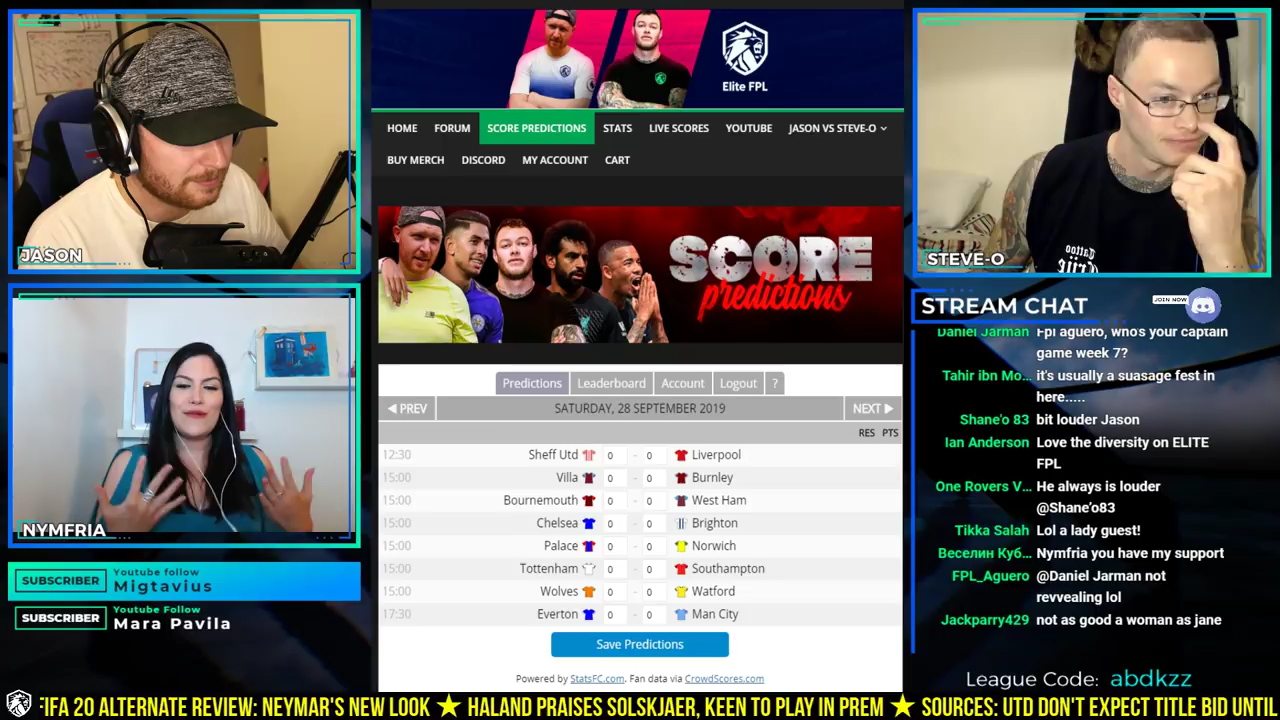 JASON
NYMFRIA
SUBSCRIBER
Youtube follow
Migtavius
SUBSCRIBER
Youtube Follow
Mara Pavila
Elite FPL
HOME FORUM SCORE PREDICTIONS STATS LIVE SCORES YOUTUBE JASON VS STEVE-O
BUY MERCH DISCORD MY ACCOUNT CART
SCORE
predictions
Predictions Leaderboard Account Logout ?
◀ PREV SATURDAY, 28 SEPTEMBER 2019 NEXT ▶
RES PTS
12:30 Sheff Utd 0 - 0 Liverpool
15:00 Villa 0 - 0 Burnley
15:00 Bournemouth 0 - 0 West Ham
15:00 Chelsea 0 - 0 Brighton
15:00 Palace 0 - 0 Norwich
15:00 Tottenham 0 - 0 Southampton
15:00 Wolves 0 - 0 Watford
17:30 Everton 0 - 0 Man City
Save Predictions
Powered by StatsFC.com. Fan data via CrowdScores.com
STEVE-O
STREAM CHAT
JOIN NOW
Daniel Jarman Fpl aguero, who's your captain
game week 7?
Tahir ibn Mo... it's usually a suasage fest in
here.....
Shane'o 83 bit louder Jason
Ian Anderson Love the diversity on ELITE
FPL
One Rovers V... He always is louder
@Shane'o83
Tikka Salah Lol a lady guest!
Веселин Куб... Nymfria you have my support
FPL_Aguero @Daniel Jarman not
revvealing lol
Jackparry429 not as good a woman as jane
League Code: abdkzz
IFA 20 ALTERNATE REVIEW: NEYMAR'S NEW LOOK ★ HALAND PRAISES SOLSKJAER, KEEN TO PLAY IN PREM ★ SOURCES: UTD DON'T EXPECT TITLE BID UNTIL